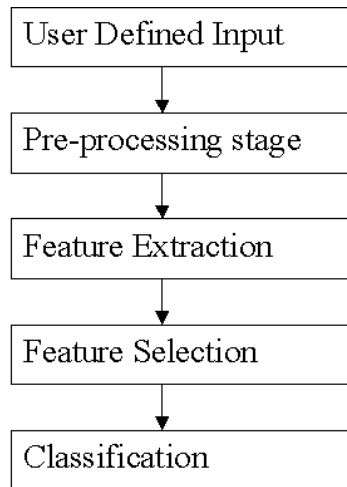 User Defined Input
Pre-processing stage
Feature Extraction
Feature Selection
Classification